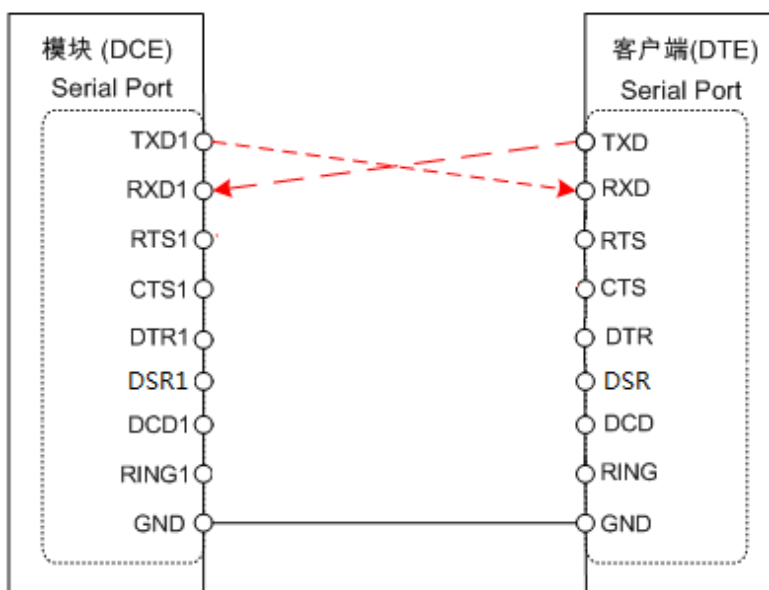 模块 (DCE)
Serial Port
TXD1
RXD1
RTS1
CTS1
DTR1
DSR1
DCD1
RING1
GND
客户端(DTE)
Serial Port
TXD
RXD
RTS
CTS
DTR
DSR
DCD
RING
GND